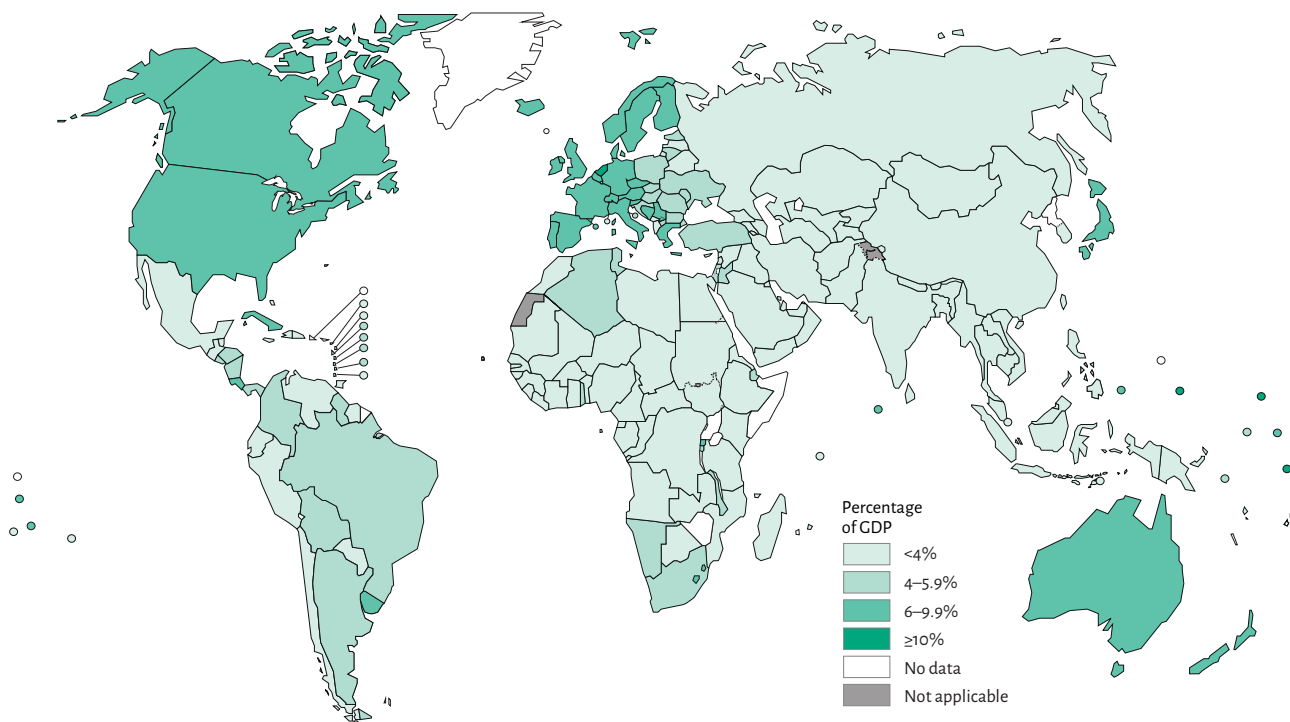 Percentage
of GDP
<4%
4–5.9%
6–9.9%
≥10%
No data
Not applicable